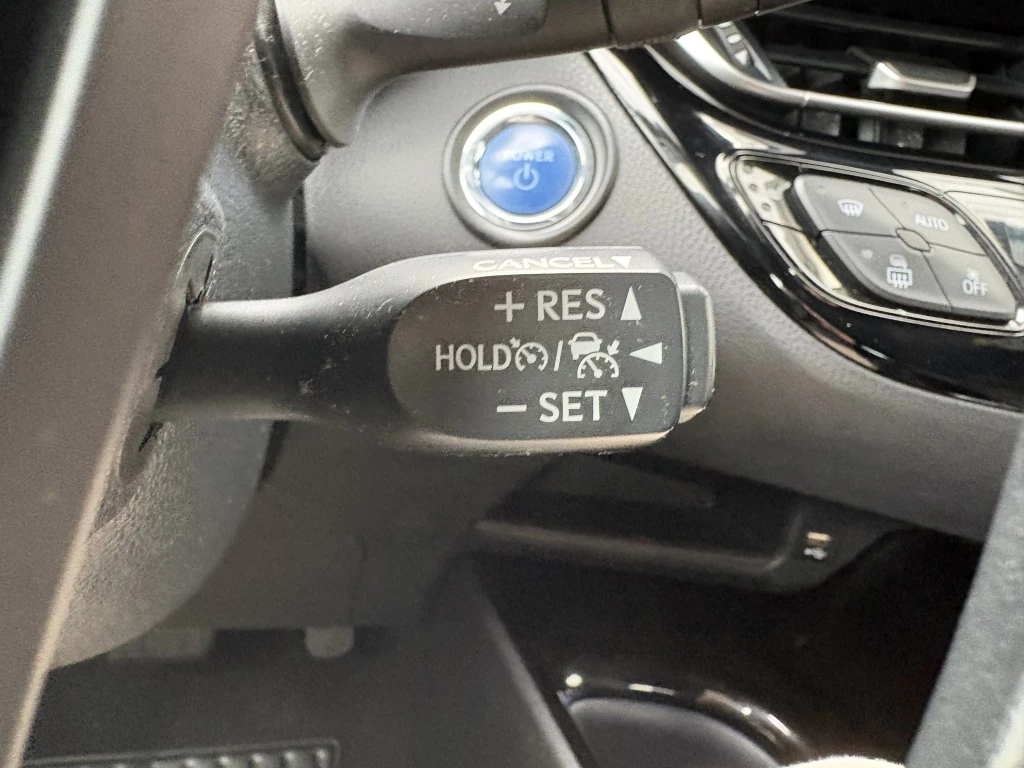 POWER
AUTO
OFF
CANCEL▼
+ RES ▲
HOLD / ◄
− SET ▼